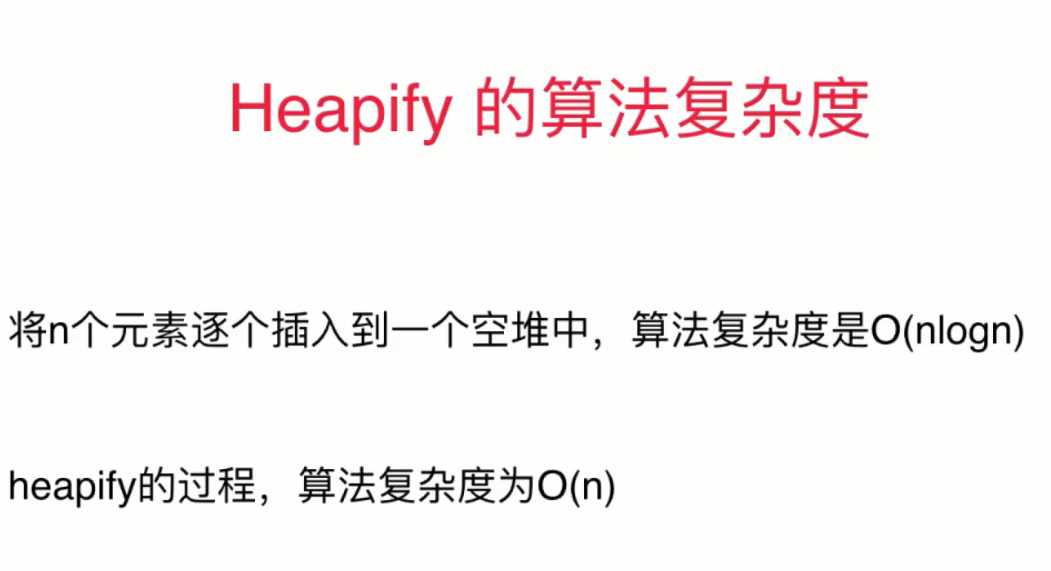 Heapify 的算法复杂度
将n个元素逐个插入到一个空堆中，算法复杂度是O(nlogn)
heapify的过程，算法复杂度为O(n)